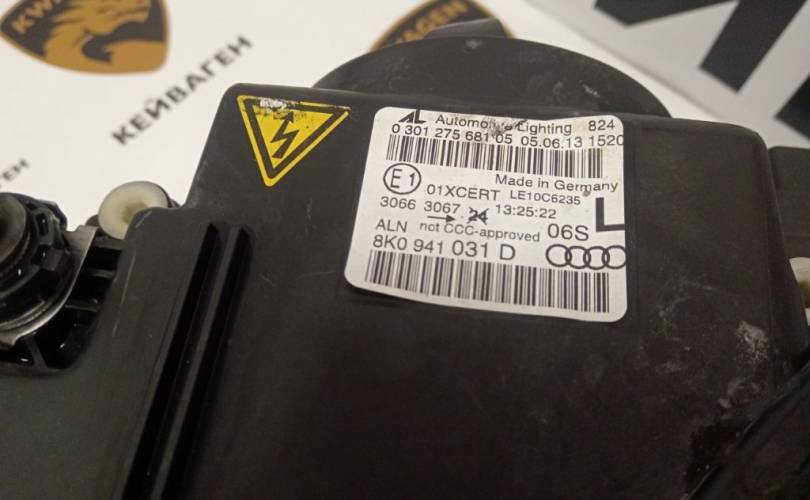 КЕЙВАГЕН
AL Automotive Lighting 824
0 301 275 681 05 05.06.13 1520
Made in Germany
E1 01XCERT LE10C6235
3066 3067 24 13:25:22
L
ALN not CCC-approved 06S
8K0 941 031 D